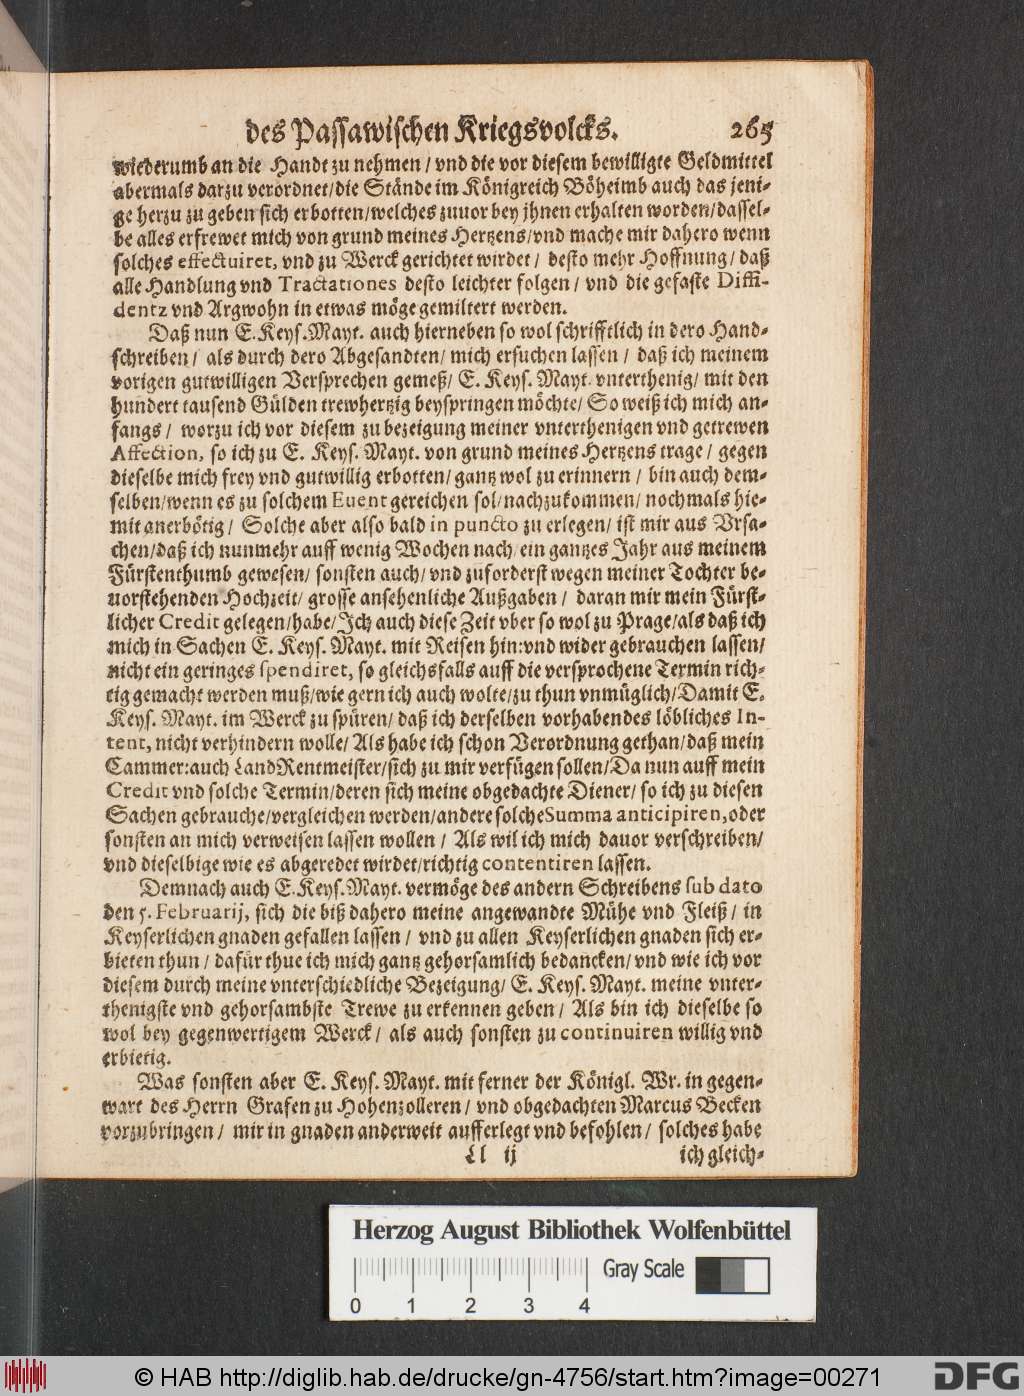 des Passawischen Kriegsvolcks. 265
wiederumb an die Handt zu nehmen / vnd die vor diesem bewilligte Geldmittel
abermals darzu verordnet / die Stände im Königreich Böheimb auch das jeni-
ge herzu zu geben sich erbotten / welches zuuor bey jhnen erhalten worden / dassel-
be alles erfrewet mich von grund meines Hertzens / vnd mache mir dahero wenn
solches effectuiret, vnd zu Werck gerichtet wirdet / desto mehr Hoffnung / daß
alle Handlung vnd Tractationes desto leichter folgen / vnd die gefaste Diffi-
dentz vnd Argwohn in etwas möge gemiltert werden.
Daß nun E. Keys. Mayt. auch hierneben so wol schrifftlich in dero Hand-
schreiben / als durch dero Abgesandten / mich ersuchen lassen / daß ich meinem
vorigen gutwilligen Versprechen gemeß / E. Keys. Mayt. vnterthenig / mit den
hundert tausend Gülden trewhertzig beyspringen möchte / So weiß ich mich an-
fangs / worzu ich vor diesem zu bezeigung meiner vnterthenigen vnd getrewen
Affection, so ich zu E. Keys. Mayt. von grund meines Hertzens trage / gegen
dieselbe mich frey vnd gutwillig erbotten / gantz wol zu erinnern / bin auch dem-
selben / wenn es zu solchem Euent gereichen sol / nachzukommen / nochmals hie-
mit anerbötig / Solche aber also bald in puncto zu erlegen / ist mir aus Vrsa-
chen / daß ich nunmehr auff wenig Wochen nach / ein gantzes Jahr aus meinem
Fürstenthumb gewesen / sonsten auch / vnd zuforderst wegen meiner Tochter be-
uorstehenden Hochzeit / grosse ansehenliche Außgaben / daran mir mein Fürst-
licher Credit gelegen / habe / Ich auch diese Zeit vber so wol zu Prage / als daß ich
mich in Sachen E. Keys. Mayt. mit Reisen hin: vnd wider gebrauchen lassen /
nicht ein geringes spendiret, so gleichsfalls auff die versprochene Termin rich-
tig gemacht werden muß / wie gern ich auch wolte / zu thun vnmüglich / Damit E.
Keys. Mayt. im Werck zu spüren / daß ich derselben vorhabendes löbliches In-
tent, nicht verhindern wolle / Als habe ich schon Verordnung gethan / daß mein
Cammer: auch LandRentmeister / sich zu mir verfügen sollen / Da nun auff mein
Credit vnd solche Termin / deren sich meine obgedachte Diener / so ich zu diesen
Sachen gebrauche / vergleichen werden / andere solche Summa anticipiren, oder
sonsten an mich verweisen lassen wollen / Als wil ich mich dauor verschreiben /
vnd dieselbige wie es abgeredet wirdet / richtig contentiren lassen.
Demnach auch E. Keys. Mayt. vermöge des andern Schreibens sub dato
den 5. Februarij, sich die biß dahero meine angewandte Mühe vnd Fleiß / in
Keyserlichen gnaden gefallen lassen / vnd zu allen Keyserlichen gnaden sich er-
bieten thun / dafür thue ich mich gantz gehorsamlich bedancken / vnd wie ich vor
diesem durch meine vnterschiedliche Bezeigung / E. Keys. Mayt. meine vnter-
thenigste vnd gehorsambste Trewe zu erkennen geben / Als bin ich dieselbe so
wol bey gegenwertigem Werck / als auch sonsten zu continuiren willig vnd
erbietig.
Was sonsten aber E. Keys. Mayt. mit ferner der Königl. Wr. in gegen-
wart des Herrn Grafen zu Hohenzolleren / vnd obgedachten Marcus Becken
vorzubringen / mir in gnaden anderweit aufferlegt vnd befohlen / solches habe
Ll ij ich gleich-
Herzog August Bibliothek Wolfenbüttel
Gray Scale
0 1 2 3 4
© HAB http://diglib.hab.de/drucke/gn-4756/start.htm?image=00271
DFG